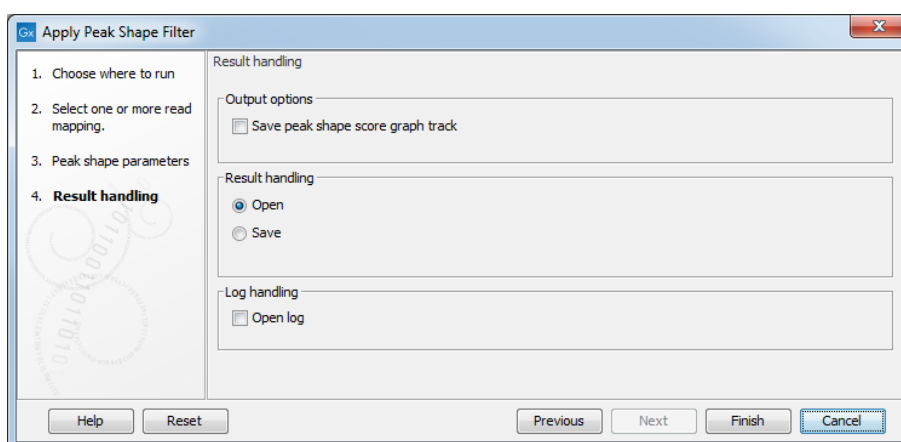 Gx Apply Peak Shape Filter
1. Choose where to run
2. Select one or more read
mapping.
3. Peak shape parameters
4. Result handling
Result handling
Output options
Save peak shape score graph track
Result handling
Open
Save
Log handling
Open log
Help Reset Previous Next Finish Cancel